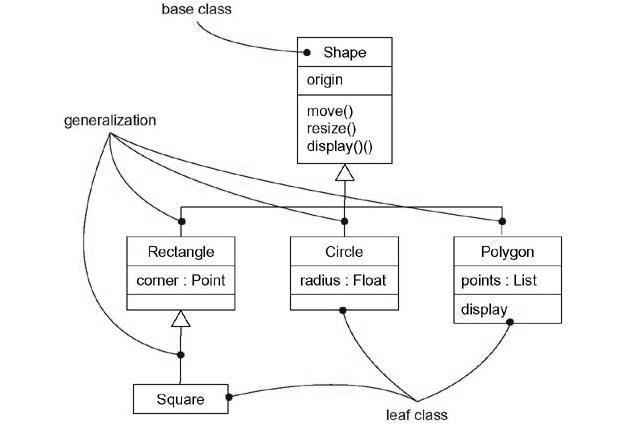 base class
Shape
origin
move()
resize()
display()()
generalization
Rectangle
corner : Point
Circle
radius : Float
Polygon
points : List
display
Square
leaf class